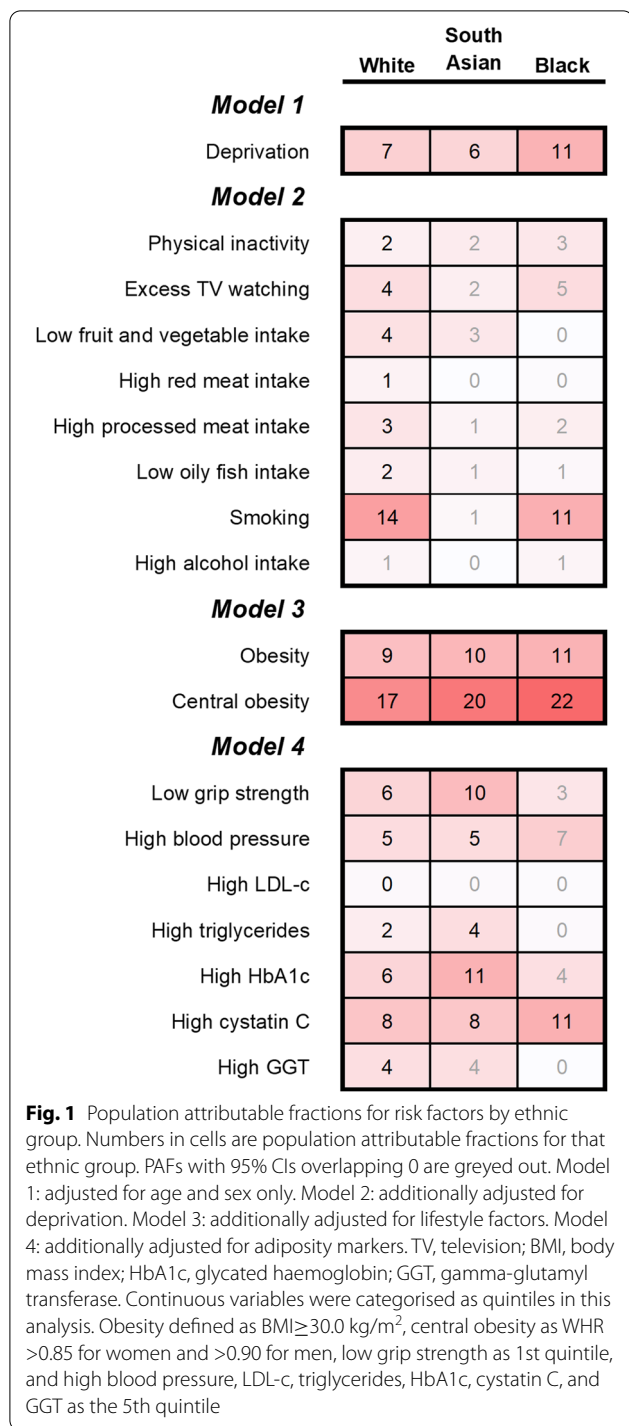 South
White Asian Black
Model 1
Deprivation 7 6 11
Model 2
Physical inactivity 2 2 3
Excess TV watching 4 2 5
Low fruit and vegetable intake 4 3 0
High red meat intake 1 0 0
High processed meat intake 3 1 2
Low oily fish intake 2 1 1
Smoking 14 1 11
High alcohol intake 1 0 1
Model 3
Obesity 9 10 11
Central obesity 17 20 22
Model 4
Low grip strength 6 10 3
High blood pressure 5 5 7
High LDL-c 0 0 0
High triglycerides 2 4 0
High HbA1c 6 11 4
High cystatin C 8 8 11
High GGT 4 4 0
Fig. 1 Population attributable fractions for risk factors by ethnic
group. Numbers in cells are population attributable fractions for that
ethnic group. PAFs with 95% CIs overlapping 0 are greyed out. Model
1: adjusted for age and sex only. Model 2: additionally adjusted for
deprivation. Model 3: additionally adjusted for lifestyle factors. Model
4: additionally adjusted for adiposity markers. TV, television; BMI, body
mass index; HbA1c, glycated haemoglobin; GGT, gamma-glutamyl
transferase. Continuous variables were categorised as quintiles in this
analysis. Obesity defined as BMI≥30.0 kg/m², central obesity as WHR
>0.85 for women and >0.90 for men, low grip strength as 1st quintile,
and high blood pressure, LDL-c, triglycerides, HbA1c, cystatin C, and
GGT as the 5th quintile